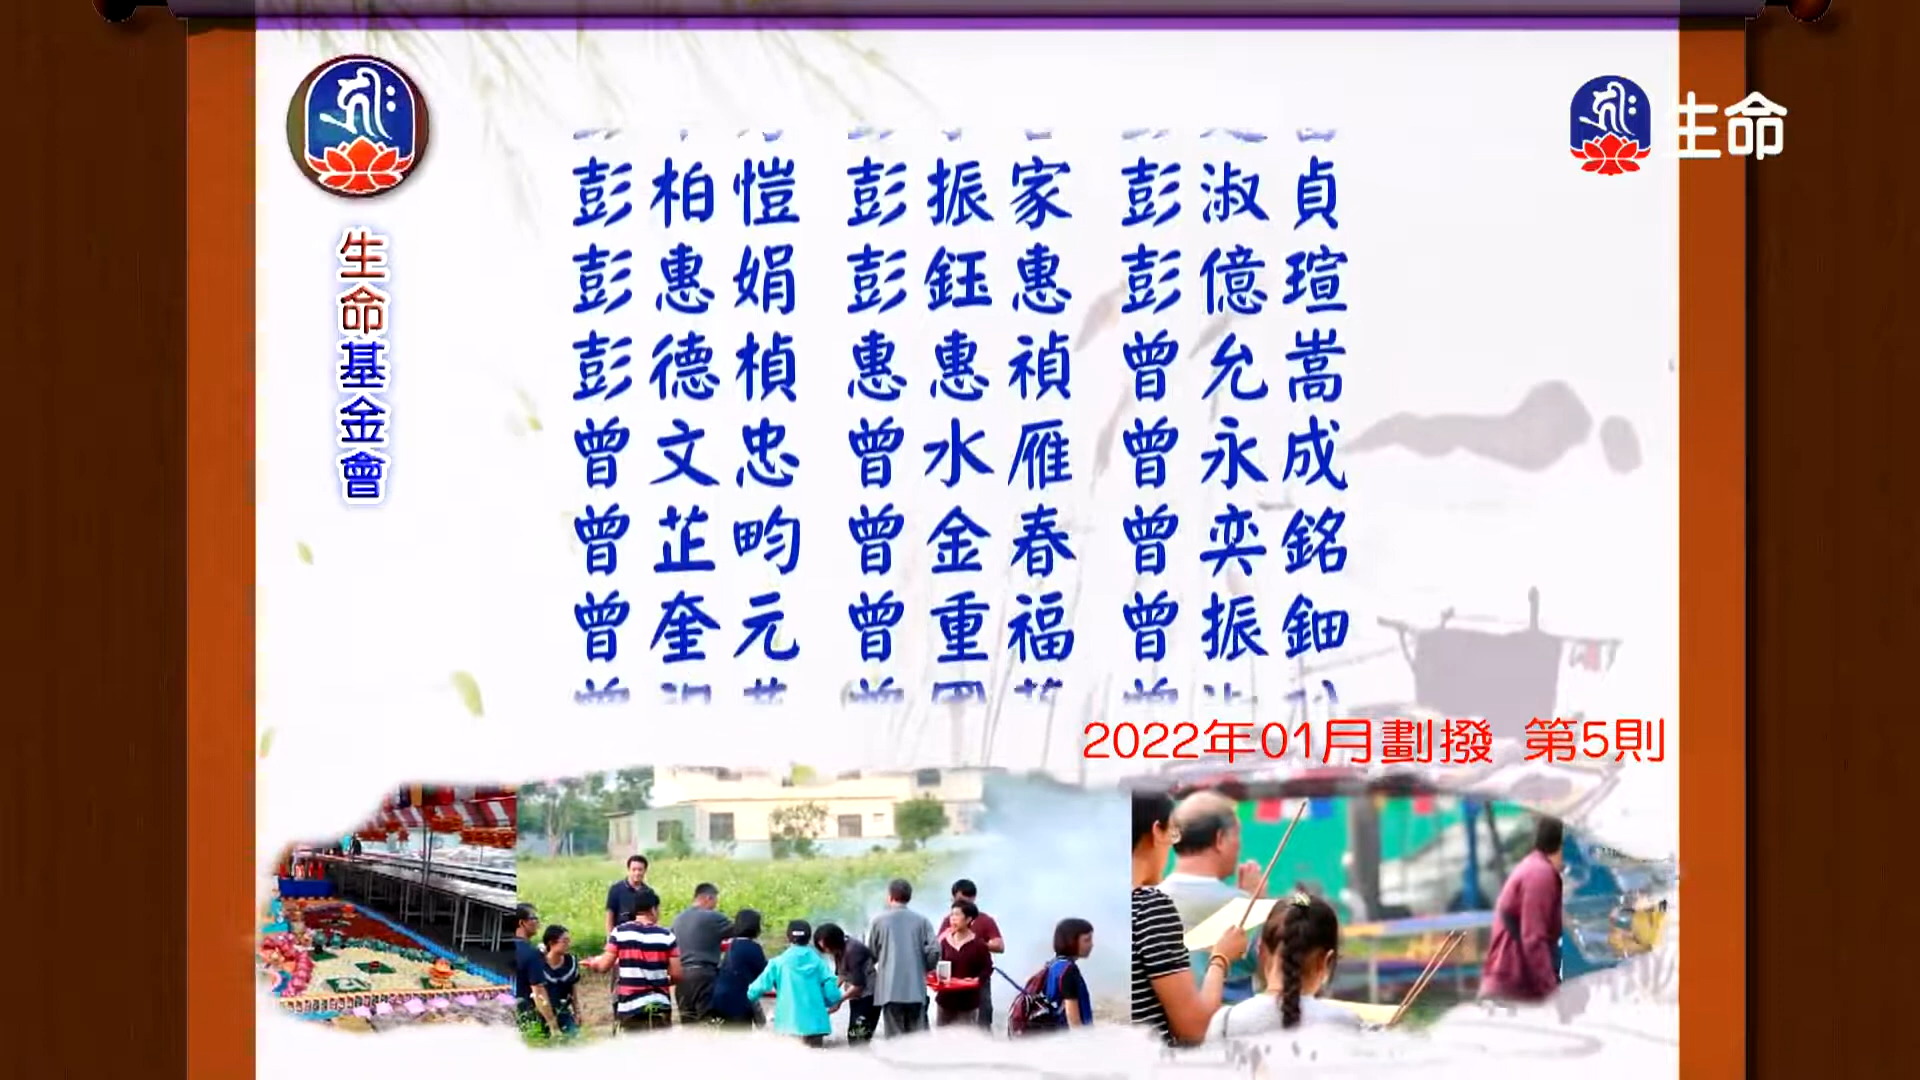 生命
生命基金會
彭柏愷 彭振家 彭淑貞
彭惠娟 彭鈺惠 彭億瑄
彭德楨 惠惠禎 曾允嵩
曾文忠 曾水雁 曾永成
曾芷畇 曾金春 曾奕銘
曾奎元 曾重福 曾振鈿
2022年01月劃撥 第5則